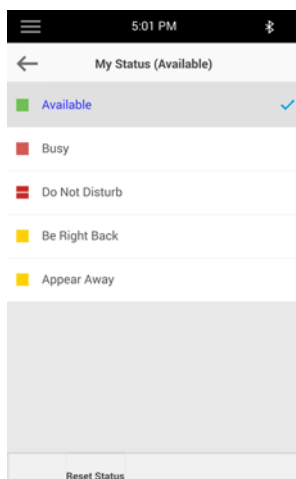 5:01 PM
My Status (Available)
Available
Busy
Do Not Disturb
Be Right Back
Appear Away
Reset Status